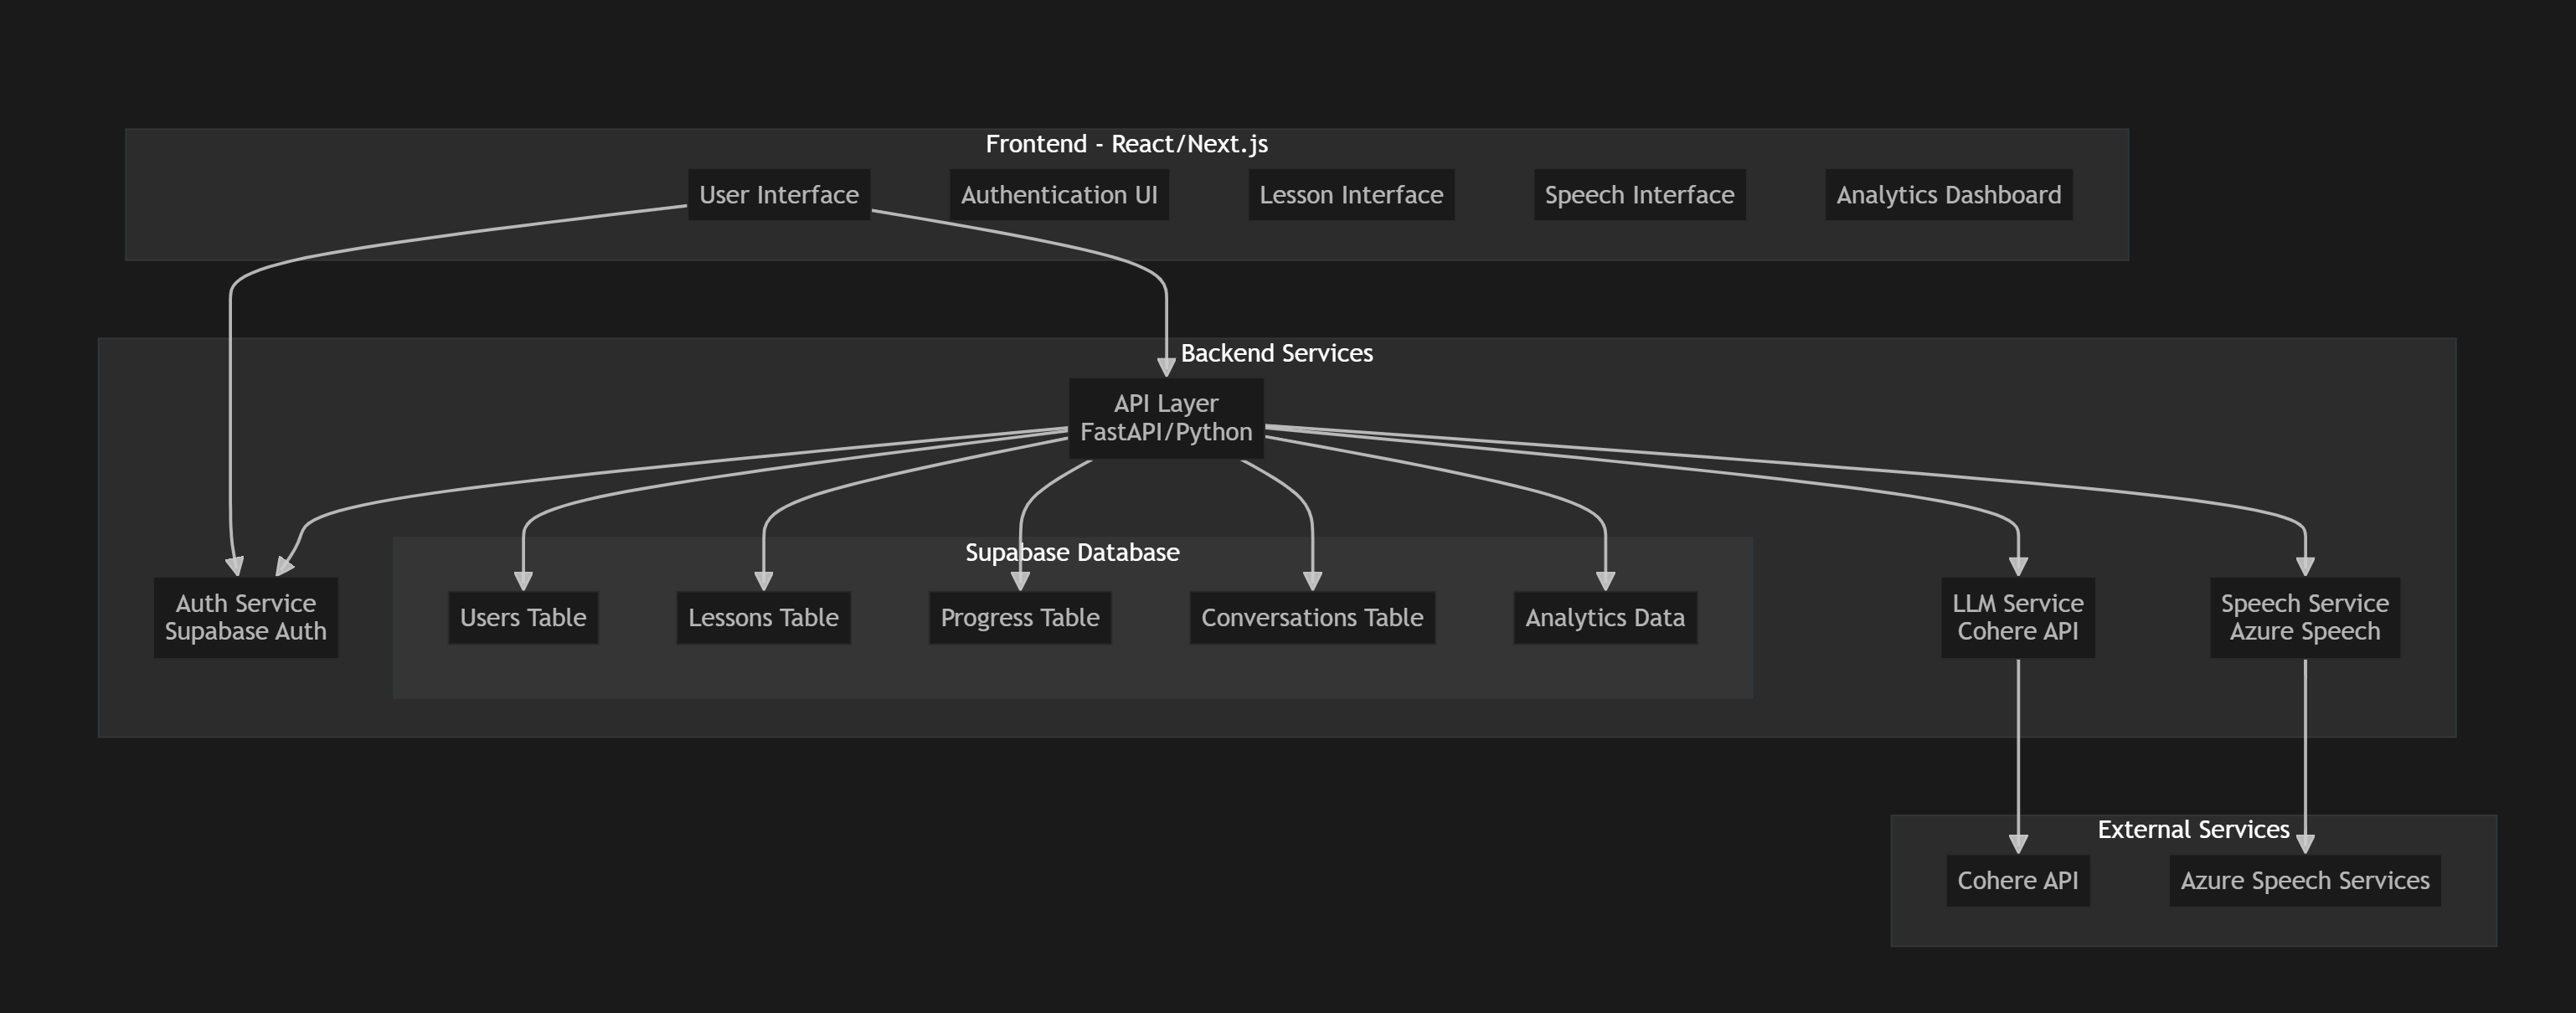 Frontend - React/Next.js
User Interface
Authentication UI
Lesson Interface
Speech Interface
Analytics Dashboard
Backend Services
API Layer
FastAPI/Python
Supabase Database
Auth Service
Supabase Auth
Users Table
Lessons Table
Progress Table
Conversations Table
Analytics Data
LLM Service
Cohere API
Speech Service
Azure Speech
External Services
Cohere API
Azure Speech Services